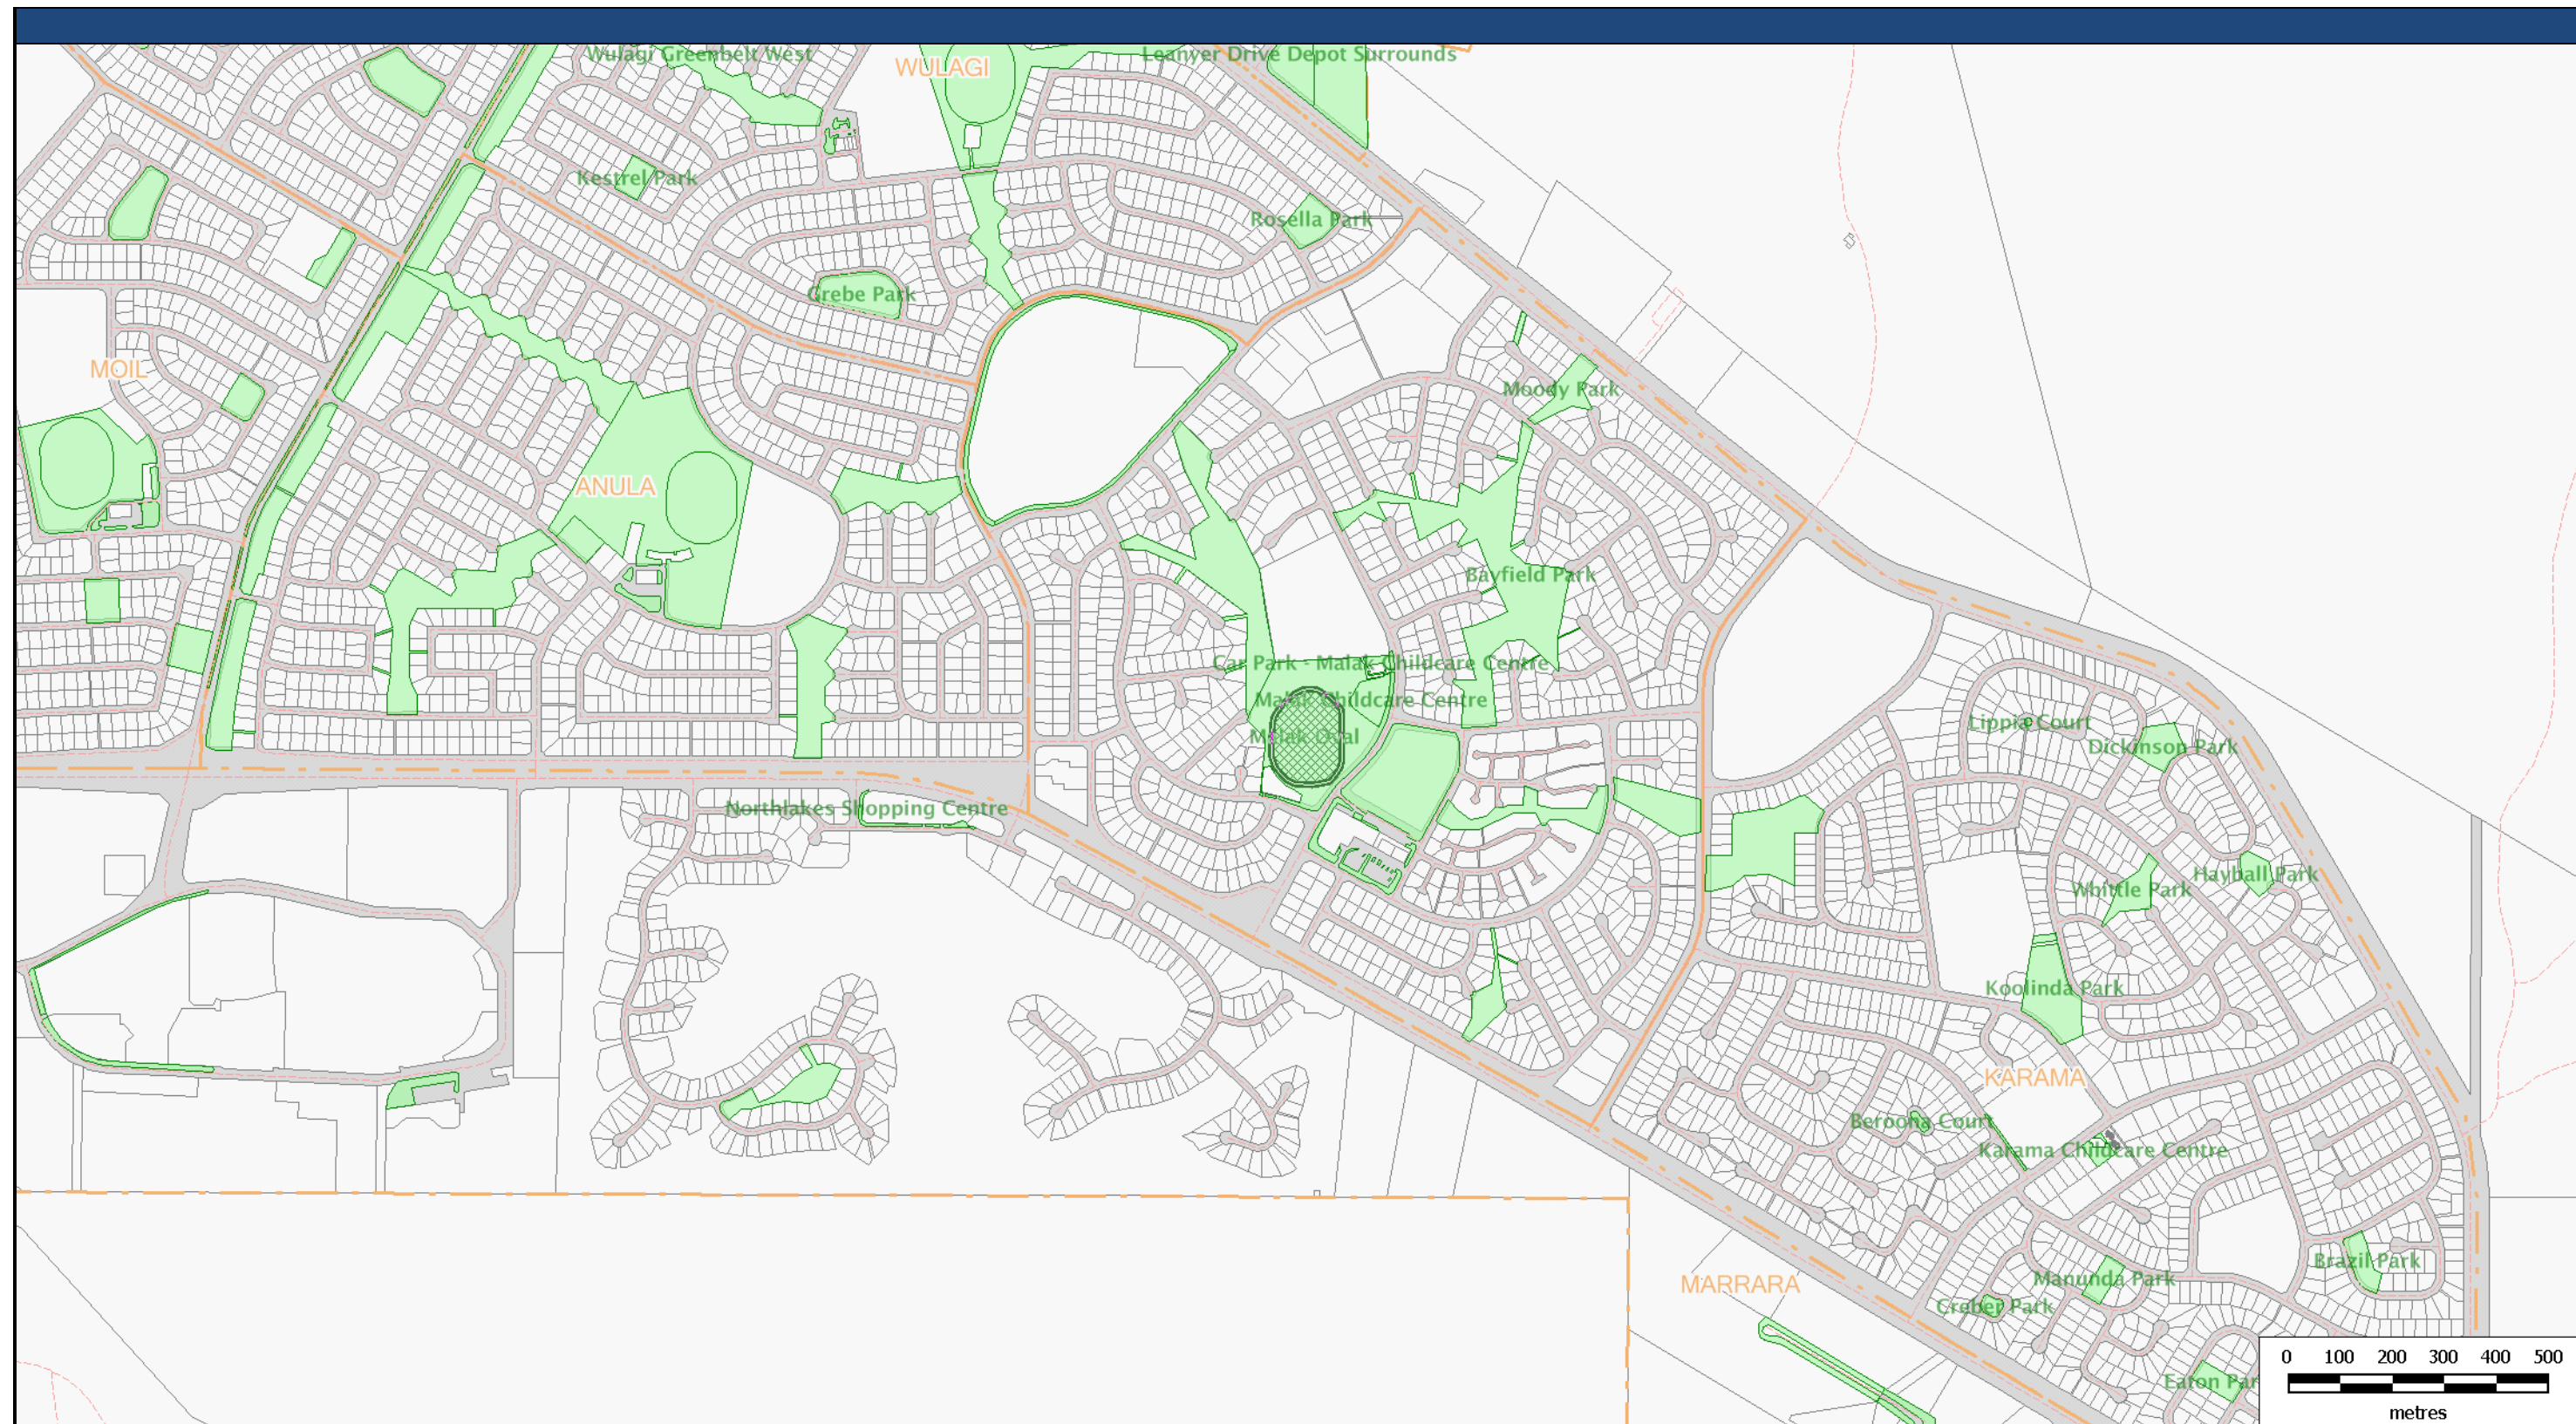 Wulagi Greenbelt West
WULAGI
Leanyer Drive Depot Surrounds
Kestrel Park
Rosella Park
Grebe Park
MOIL
Moody Park
ANULA
Bayfield Park
Car Park - Malak Childcare Centre
Malak Childcare Centre
Malak Oval
Lippia Court
Dickinson Park
Northlakes Shopping Centre
Hayball Park
Whittle Park
Koolinda Park
KARAMA
Beroona Court
Karama Childcare Centre
Brazil Park
Manunda Park
MARRARA
Creber Park
Eaton Par
0 100 200 300 400 500
metres